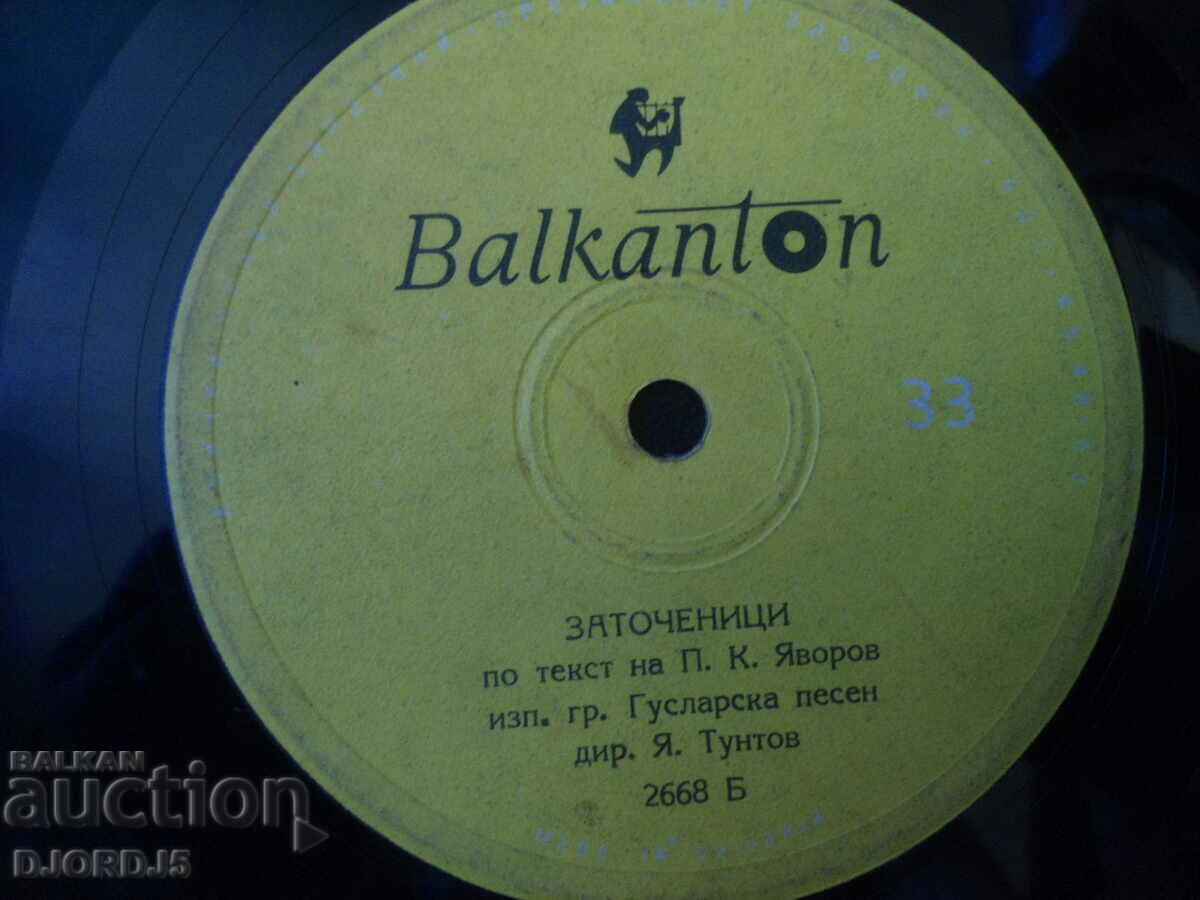 Balkanton
33
ЗАТОЧЕНИЦИ
по текст на П. К. Яворов
изп. гр. Гусларска песен
дир. Я. Тунтов
2668 Б
BALKAN
auction
DJORDJ5